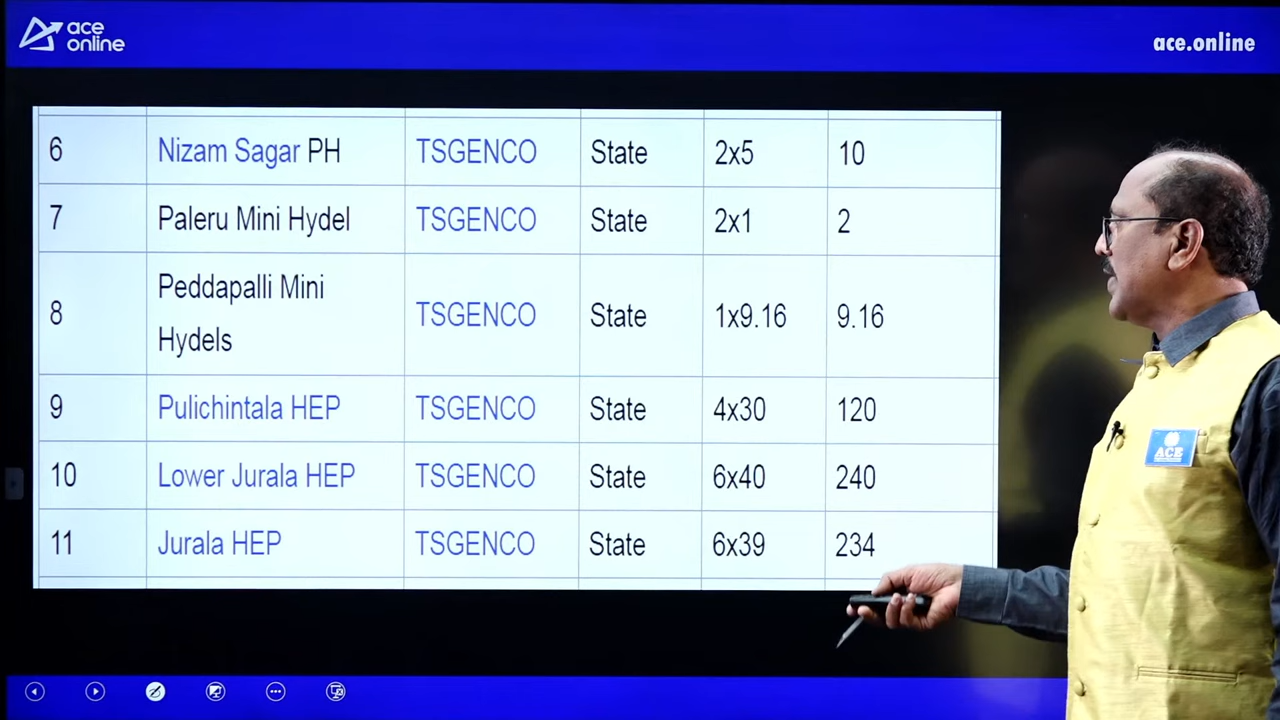 ace
online
ace.online
6 Nizam Sagar PH TSGENCO State 2x5 10
7 Paleru Mini Hydel TSGENCO State 2x1 2
8 Peddapalli Mini Hydels TSGENCO State 1x9.16 9.16
9 Pulichintala HEP TSGENCO State 4x30 120
10 Lower Jurala HEP TSGENCO State 6x40 240
11 Jurala HEP TSGENCO State 6x39 234
ACE